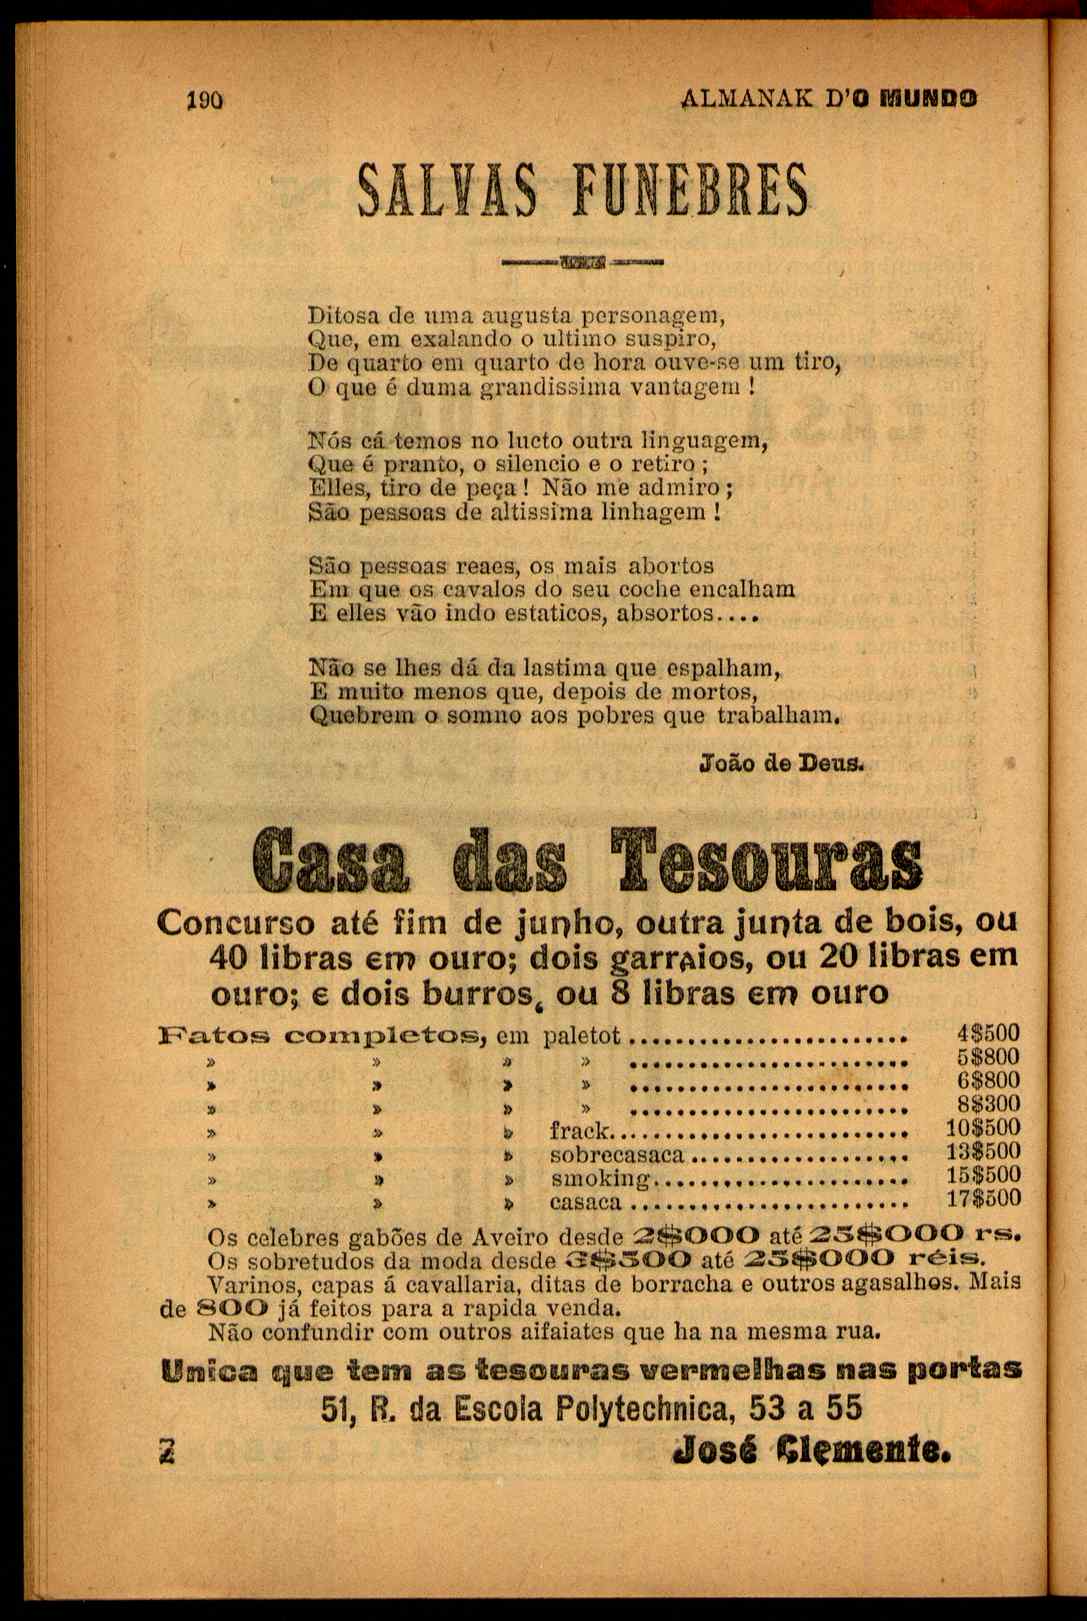 190
ALMANAK D'O MUNDO
SALVAS FUNEBRES
Ditosa de uma augusta personagem,
Que, em exalando o ultimo suspiro,
De quarto em quarto de hora ouve-se um tiro,
O que é duma grandissima vantagem !
Nós cá temos no lucto outra linguagem,
Que é pranto, o silencio e o retiro ;
Elles, tiro de peça ! Não me admiro ;
São pessoas de altissima linhagem !
São pessoas reaes, os mais abortos
Em que os cavalos do seu coche encalham
E elles vão indo estaticos, absortos....
Não se lhes dá da lastima que espalham,
E muito menos que, depois de mortos,
Quebrem o somno aos pobres que trabalham.
João de Deus.
Casa das Tesouras
Concurso até fim de junho, outra junta de bois, ou
40 libras em ouro; dois garraios, ou 20 libras em
ouro; e dois burros, ou 8 libras em ouro
Fatos completos, em paletot ........................ 4$500
» » » » ........................ 5$800
» » » » ........................ 6$800
» » » » ........................ 8$300
» » » frack.......................... 10$500
» » » sobrecasaca ................... 13$500
» » » smoking...................... 15$500
» » » casaca ........................ 17$500
Os celebres gabões de Aveiro desde 2$000 até 25$000 rs.
Os sobretudos da moda desde 3$500 até 25$000 réis.
Varinos, capas á cavallaria, ditas de borracha e outros agasalhos. Mais
de 800 já feitos para a rapida venda.
Não confundir com outros aifaiates que ha na mesma rua.
Unica que tem as tesouras vermelhas nas portas
51, R. da Escola Polytechnica, 53 a 55
2
José Clemente.